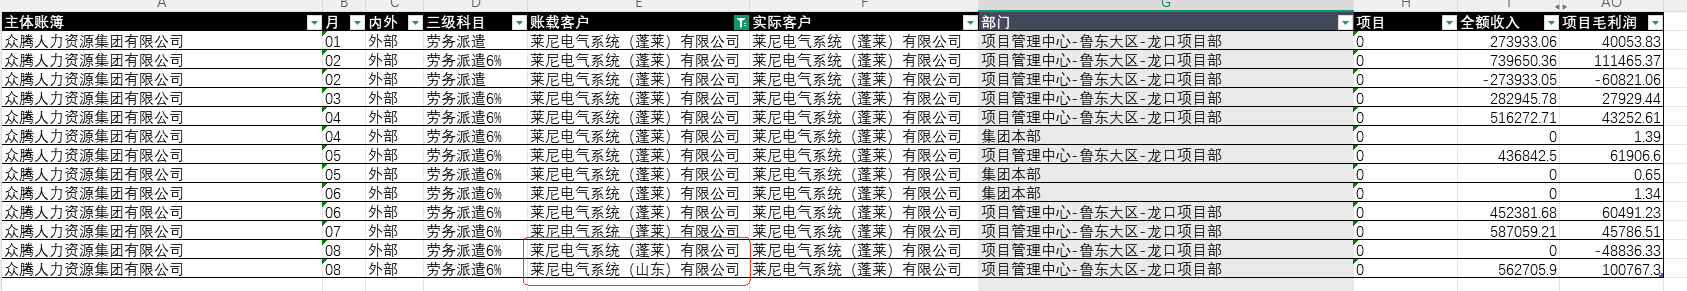 A B C D E F G H I AO
主体账簿 月 内外 三级科目 账载客户 实际客户 部门 项目 全额收入 项目毛利润
众腾人力资源集团有限公司 01 外部 劳务派遣 莱尼电气系统（蓬莱）有限公司 莱尼电气系统（蓬莱）有限公司 项目管理中心-鲁东大区-龙口项目部 0 273933.06 40053.83
众腾人力资源集团有限公司 02 外部 劳务派遣6% 莱尼电气系统（蓬莱）有限公司 莱尼电气系统（蓬莱）有限公司 项目管理中心-鲁东大区-龙口项目部 0 739650.36 111465.37
众腾人力资源集团有限公司 02 外部 劳务派遣 莱尼电气系统（蓬莱）有限公司 莱尼电气系统（蓬莱）有限公司 项目管理中心-鲁东大区-龙口项目部 0 -273933.05 -60821.06
众腾人力资源集团有限公司 03 外部 劳务派遣6% 莱尼电气系统（蓬莱）有限公司 莱尼电气系统（蓬莱）有限公司 项目管理中心-鲁东大区-龙口项目部 0 282945.78 27929.44
众腾人力资源集团有限公司 04 外部 劳务派遣6% 莱尼电气系统（蓬莱）有限公司 莱尼电气系统（蓬莱）有限公司 项目管理中心-鲁东大区-龙口项目部 0 516272.71 43252.61
众腾人力资源集团有限公司 04 外部 劳务派遣6% 莱尼电气系统（蓬莱）有限公司 莱尼电气系统（蓬莱）有限公司 集团本部 0 0 1.39
众腾人力资源集团有限公司 05 外部 劳务派遣6% 莱尼电气系统（蓬莱）有限公司 莱尼电气系统（蓬莱）有限公司 项目管理中心-鲁东大区-龙口项目部 0 436842.5 61906.6
众腾人力资源集团有限公司 05 外部 劳务派遣6% 莱尼电气系统（蓬莱）有限公司 莱尼电气系统（蓬莱）有限公司 集团本部 0 0 0.65
众腾人力资源集团有限公司 06 外部 劳务派遣6% 莱尼电气系统（蓬莱）有限公司 莱尼电气系统（蓬莱）有限公司 集团本部 0 0 1.34
众腾人力资源集团有限公司 06 外部 劳务派遣6% 莱尼电气系统（蓬莱）有限公司 莱尼电气系统（蓬莱）有限公司 项目管理中心-鲁东大区-龙口项目部 0 452381.68 60491.23
众腾人力资源集团有限公司 07 外部 劳务派遣6% 莱尼电气系统（蓬莱）有限公司 莱尼电气系统（蓬莱）有限公司 项目管理中心-鲁东大区-龙口项目部 0 587059.21 45786.51
众腾人力资源集团有限公司 08 外部 劳务派遣6% 莱尼电气系统（蓬莱）有限公司 莱尼电气系统（蓬莱）有限公司 项目管理中心-鲁东大区-龙口项目部 0 0 -48836.33
众腾人力资源集团有限公司 08 外部 劳务派遣6% 莱尼电气系统（山东）有限公司 莱尼电气系统（蓬莱）有限公司 项目管理中心-鲁东大区-龙口项目部 0 562705.9 100767.3